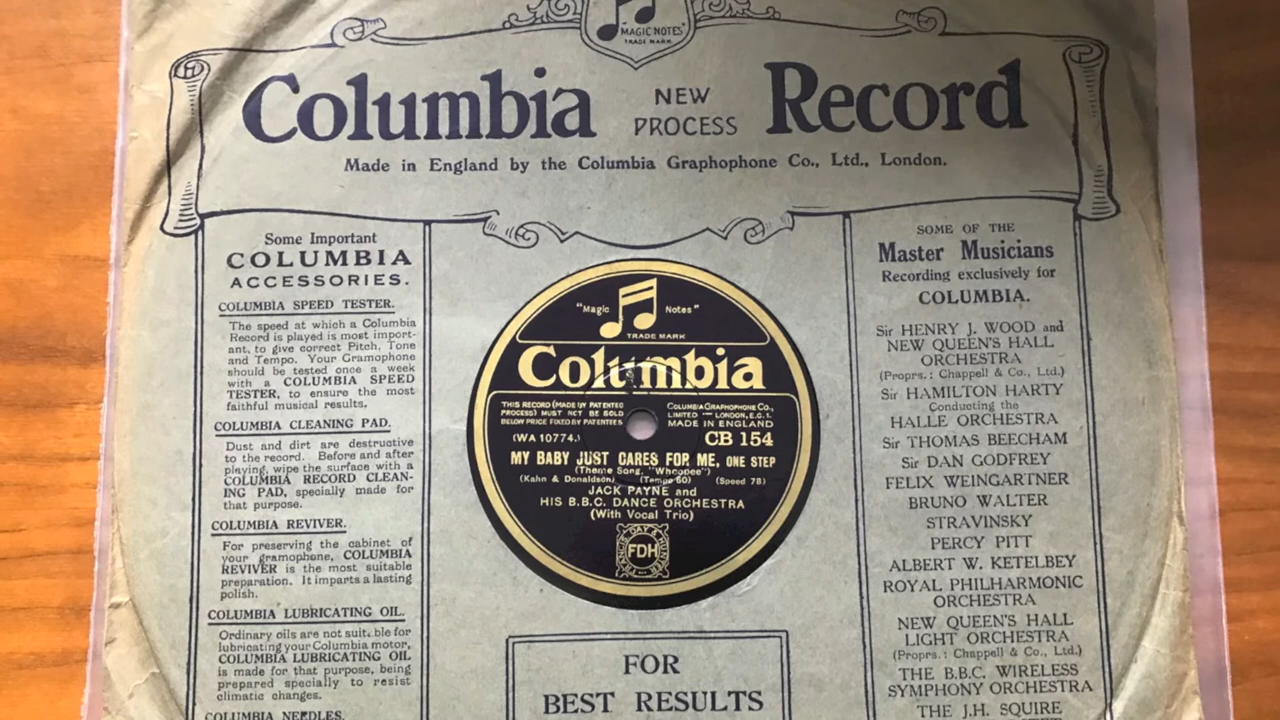 "MAGIC NOTES"
TRADE MARK
Columbia NEW PROCESS Record
Made in England by the Columbia Graphophone Co., Ltd., London.
Some Important
COLUMBIA
ACCESSORIES.
COLUMBIA SPEED TESTER.
The speed at which a Columbia
Record is played is most import-
ant, to give correct Pitch, Tone
and Tempo. Your Gramophone
should be tested once a week
with a COLUMBIA SPEED
TESTER, to ensure the most
faithful musical results.
COLUMBIA CLEANING PAD.
Dust and dirt are destructive
to the record. Before and after
playing, wipe the surface with a
COLUMBIA RECORD CLEAN-
ING PAD, specially made for
that purpose.
COLUMBIA REVIVER.
For preserving the cabinet of
your gramophone, COLUMBIA
REVIVER is the most suitable
preparation. It imparts a lasting
polish.
COLUMBIA LUBRICATING OIL.
Ordinary oils are not suitable for
lubricating your Columbia motor,
COLUMBIA LUBRICATING OIL
is made for that purpose, being
prepared specially to resist
climatic changes.
COLUMBIA NEEDLES.
"Magic Notes"
TRADE MARK
Columbia
THIS RECORD (MADE BY PATENTED
PROCESS) MUST NOT BE SOLD
BELOW PRICE FIXED BY PATENTEES
COLUMBIA GRAPHOPHONE CO.,
LIMITED LONDON, E.C.1.
MADE IN ENGLAND
(WA 10774.) CB 154
MY BABY JUST CARES FOR ME, ONE STEP
(Theme Song, "Whoopee")
(Kahn & Donaldson) (Tempo 60) (Speed 78)
JACK PAYNE and
HIS B.B.C. DANCE ORCHESTRA
(With Vocal Trio)
FRANCIS DAY & HUNTER
FDH
FOR
BEST RESULTS
SOME OF THE
Master Musicians
Recording exclusively for
COLUMBIA.
Sir HENRY J. WOOD and
NEW QUEEN'S HALL
ORCHESTRA
(Proprs.: Chappell & Co., Ltd.)
Sir HAMILTON HARTY
Conducting the
HALLE ORCHESTRA
Sir THOMAS BEECHAM
Sir DAN GODFREY
FELIX WEINGARTNER
BRUNO WALTER
STRAVINSKY
PERCY PITT
ALBERT W. KETELBEY
ROYAL PHILHARMONIC
ORCHESTRA
NEW QUEEN'S HALL
LIGHT ORCHESTRA
(Proprs.: Chappell & Co., Ltd.)
THE B.B.C. WIRELESS
SYMPHONY ORCHESTRA
THE J.H. SQUIRE